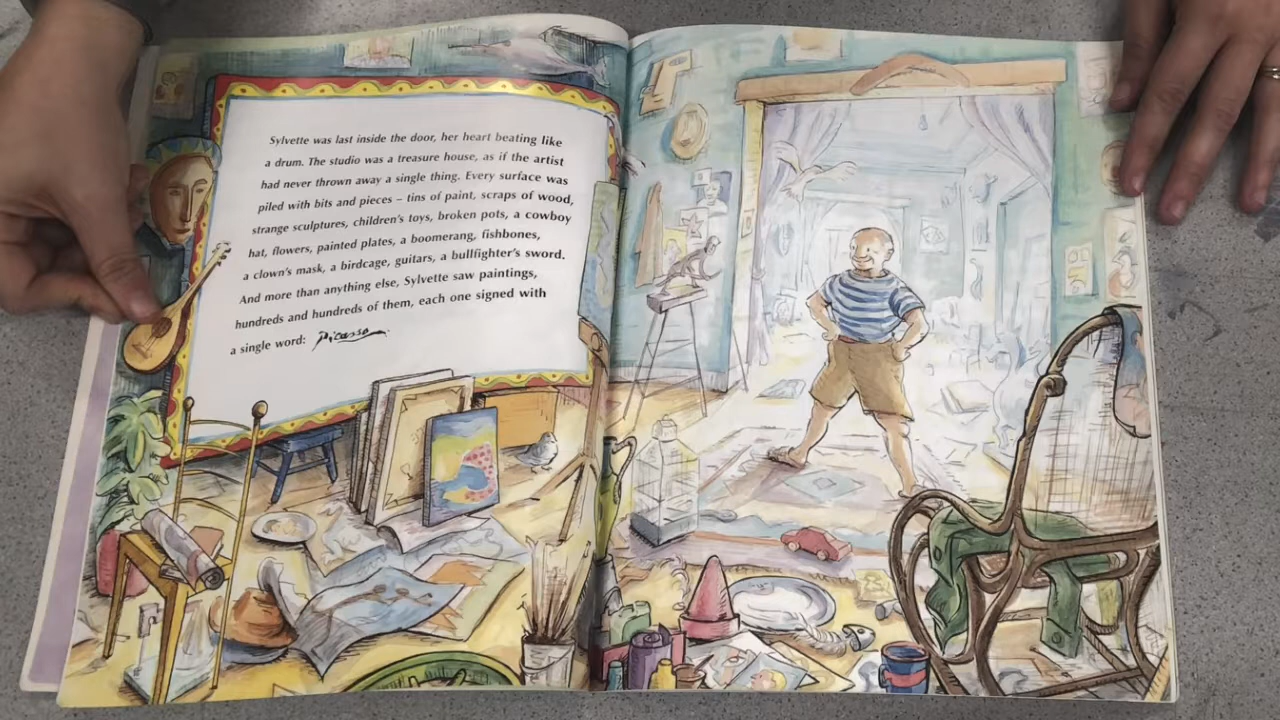 Sylvette was last inside the door, her heart beating like
a drum. The studio was a treasure house, as if the artist
had never thrown away a single thing. Every surface was
piled with bits and pieces – tins of paint, scraps of wood,
strange sculptures, children's toys, broken pots, a cowboy
hat, flowers, painted plates, a boomerang, fishbones,
a clown's mask, a birdcage, guitars, a bullfighter's sword.
And more than anything else, Sylvette saw paintings,
hundreds and hundreds of them, each one signed with
a single word: Picasso